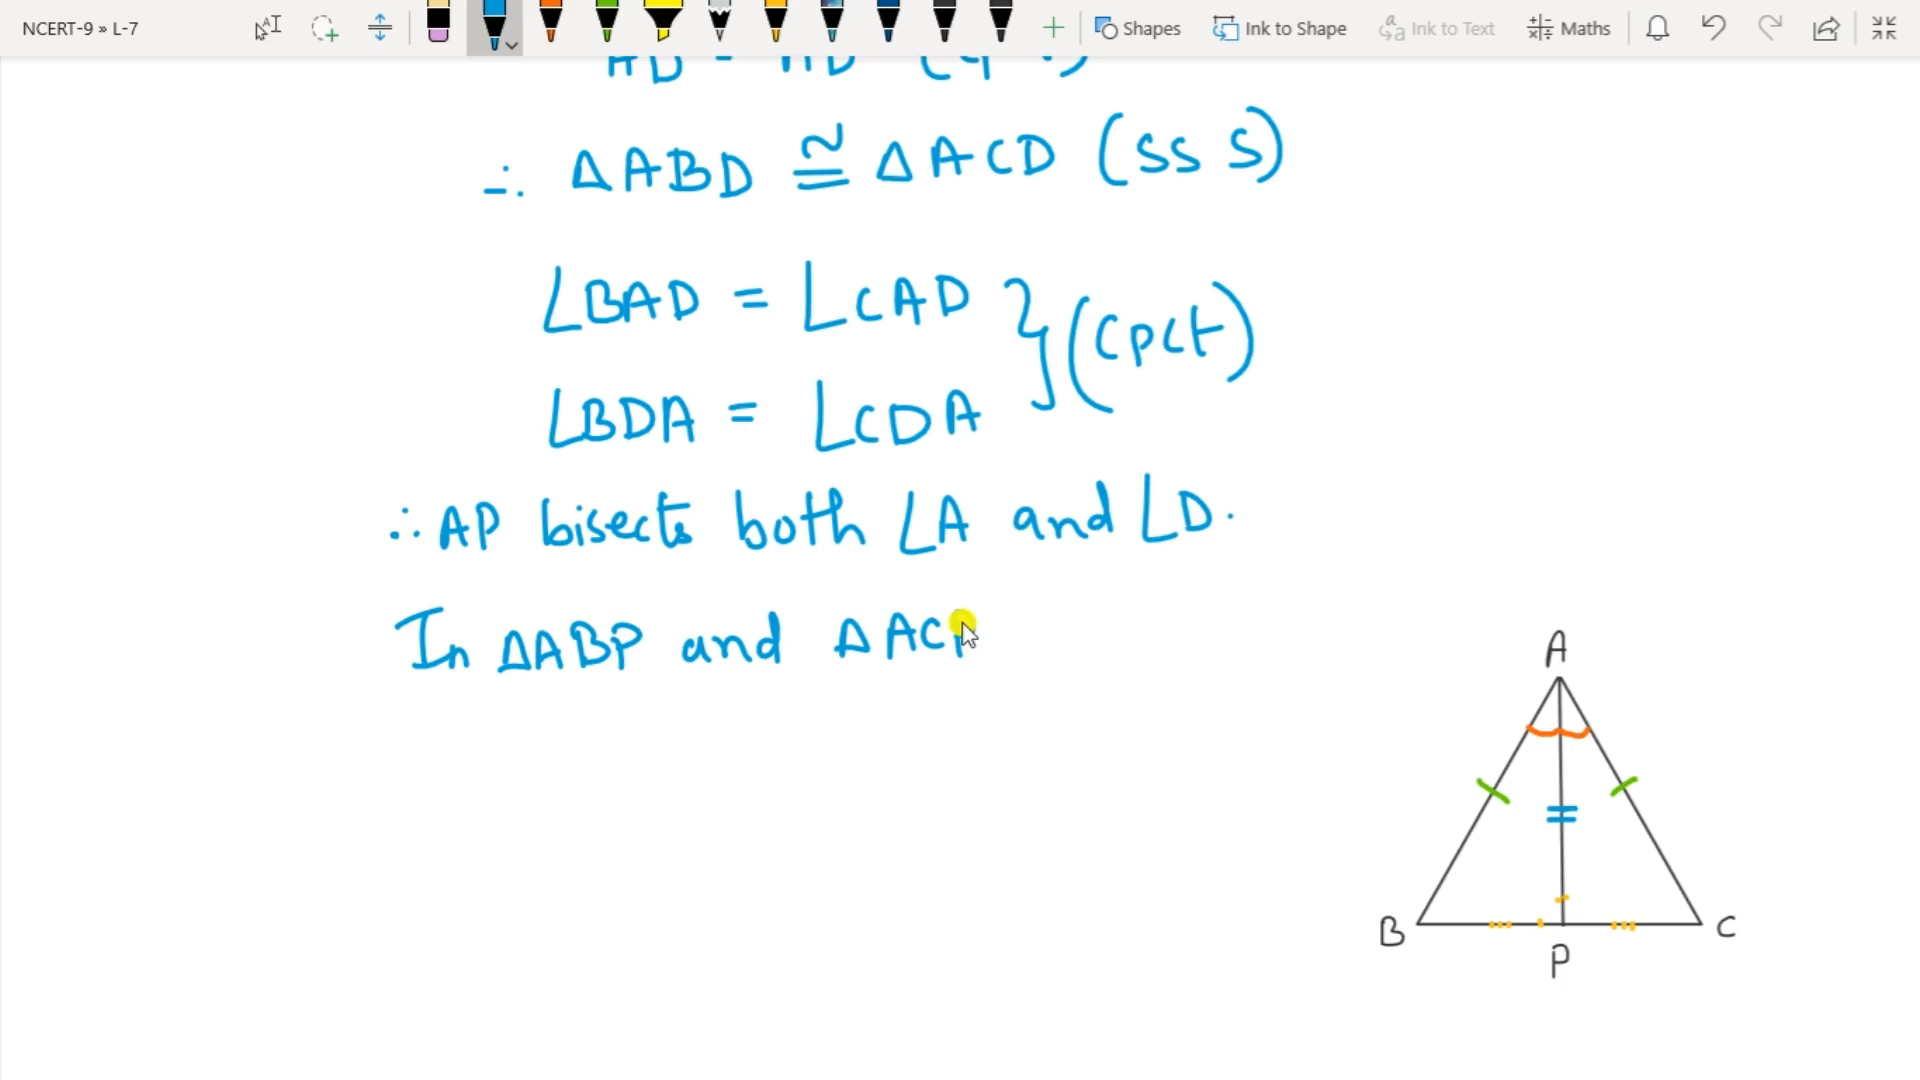 NCERT-9 » L-7
Shapes
Ink to Shape
Ink to Text
Maths
∴ ΔABD ≅ ΔACD (SSS)
∠BAD = ∠CAD
∠BDA = ∠CDA } (cpct)
∴ AP bisects both ∠A and ∠D.
In ΔABP and ΔAC
A
B
C
P